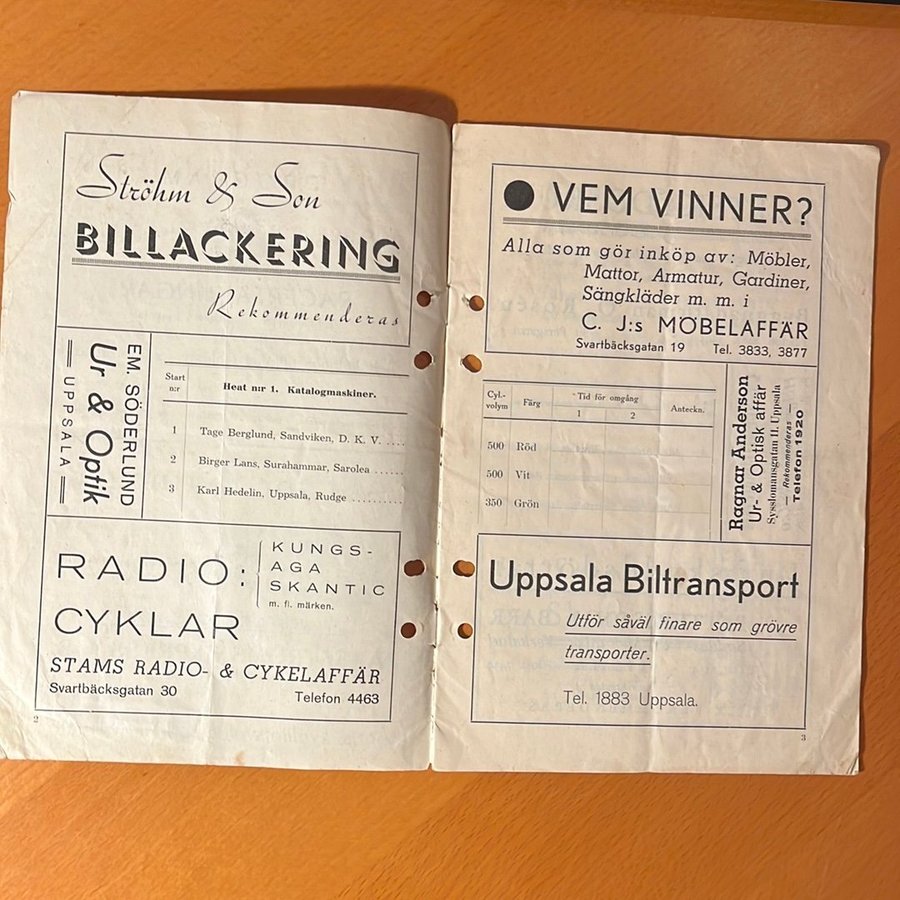 Ströhm & Son
BILLACKERING
Rekommenderas
EM. SÖDERLUND
Ur & Optik
UPPSALA
Start
n:r
Heat n:r 1. Katalogmaskiner.
1 Tage Berglund, Sandviken, D. K. V. ....
2 Birger Lans, Surahammar, Sarolea ......
3 Karl Hedelin, Uppsala, Rudge ..........
RADIO:
KUNGS-
AGA
SKANTIC
m. fl. märken.
CYKLAR
STAMS RADIO- & CYKELAFFÄR
Svartbäcksgatan 30 Telefon 4463
2
● VEM VINNER?
Alla som gör inköp av: Möbler,
Mattor, Armatur, Gardiner,
Sängkläder m. m. i
C. J:s MÖBELAFFÄR
Svartbäcksgatan 19 Tel. 3833, 3877
Cyl.-
volym
Färg
Tid för omgång
1 2
Anteckn.
500 Röd
500 Vit
350 Grön
Ragnar Anderson
Ur- & Optisk affär
Sysslomansgatan 11. Uppsala
— Rekommenderas —
Telefon 1920
Uppsala Biltransport
Utför såväl finare som grövre
transporter.
Tel. 1883 Uppsala.
3